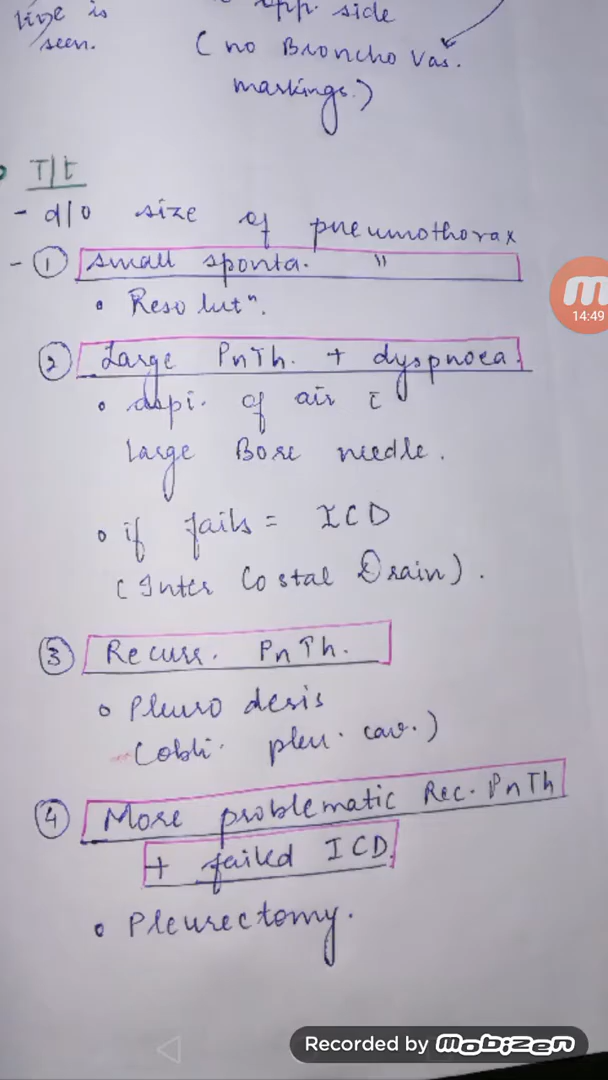 line is
opp. side
seen.
(no Broncho Vas.
markings.)
T/t
- d/o size of pneumothorax
- ① small sponta. "
• Resolutⁿ.
② Large PnTh. + dyspnoea.
• Aspi. of air c̄
large Bore needle.
• if fails = ICD
(Inter Costal Drain).
③ Recurr. PnTh.
• Pleurodesis
(obli. pleu. cav.)
④ More problematic Rec. PnTh
+ failed ICD.
• Pleurectomy.
14:49
Recorded by mobizen